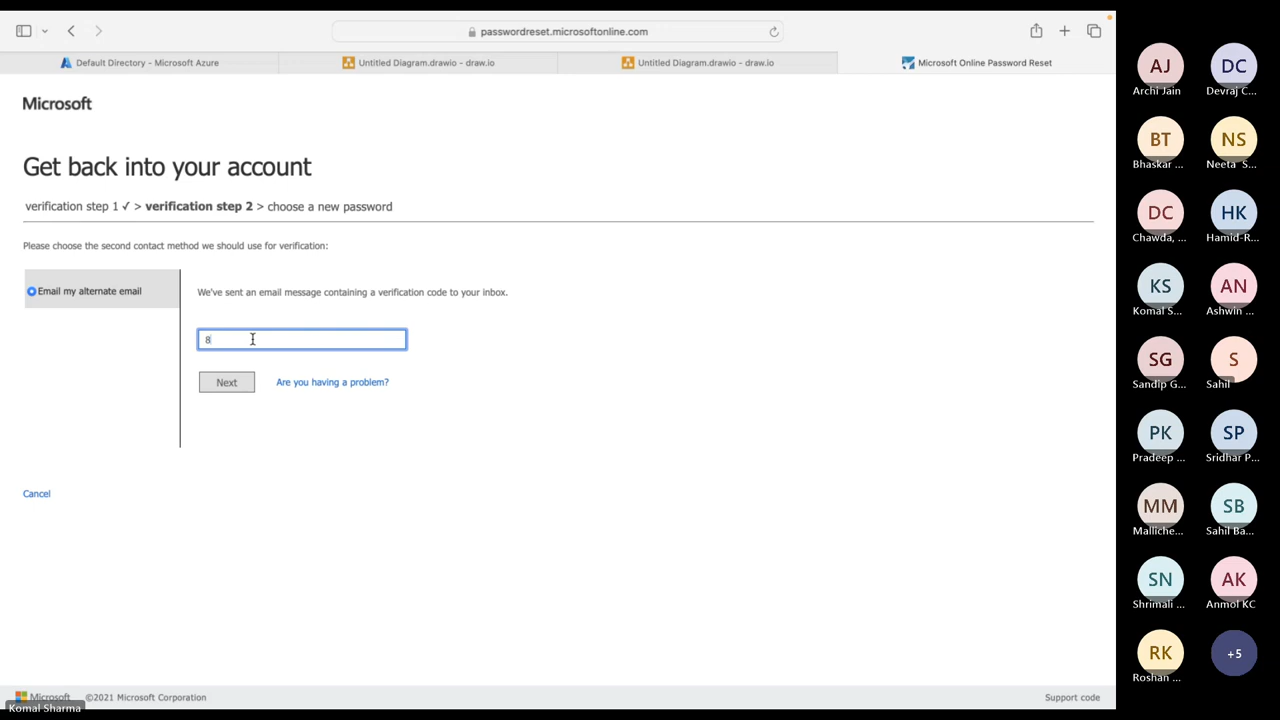 passwordreset.microsoftonline.com
Default Directory - Microsoft Azure
Untitled Diagram.drawio - draw.io
Untitled Diagram.drawio - draw.io
Microsoft Online Password Reset
Microsoft
Get back into your account
verification step 1 ✓ > verification step 2 > choose a new password
Please choose the second contact method we should use for verification:
Email my alternate email
We've sent an email message containing a verification code to your inbox.
8
Next
Are you having a problem?
Cancel
Microsoft ©2021 Microsoft Corporation
Support code
Komal Sharma
AJ
Archi Jain
DC
Devraj C...
BT
Bhaskar ...
NS
Neeta S...
DC
Chawda, ...
HK
Hamid-R...
KS
Komal S...
AN
Ashwin ...
SG
Sandip G...
S
Sahil
PK
Pradeep ...
SP
Sridhar P...
MM
Malliche...
SB
Sahil Ba...
SN
Shrimali ...
AK
Anmol KC
RK
Roshan ...
+5